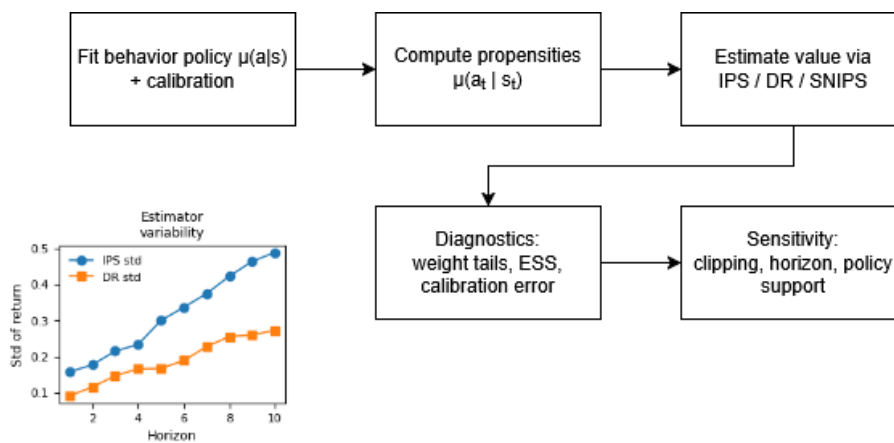 Fit behavior policy μ(a|s)
+ calibration
Compute propensities
μ(aₜ | sₜ)
Estimate value via
IPS / DR / SNIPS
Diagnostics:
weight tails, ESS,
calibration error
Sensitivity:
clipping, horizon, policy
support
Estimator
variability
IPS std
DR std
Std of return
0.5
0.4
0.3
0.2
0.1
2 4 6 8 10
Horizon